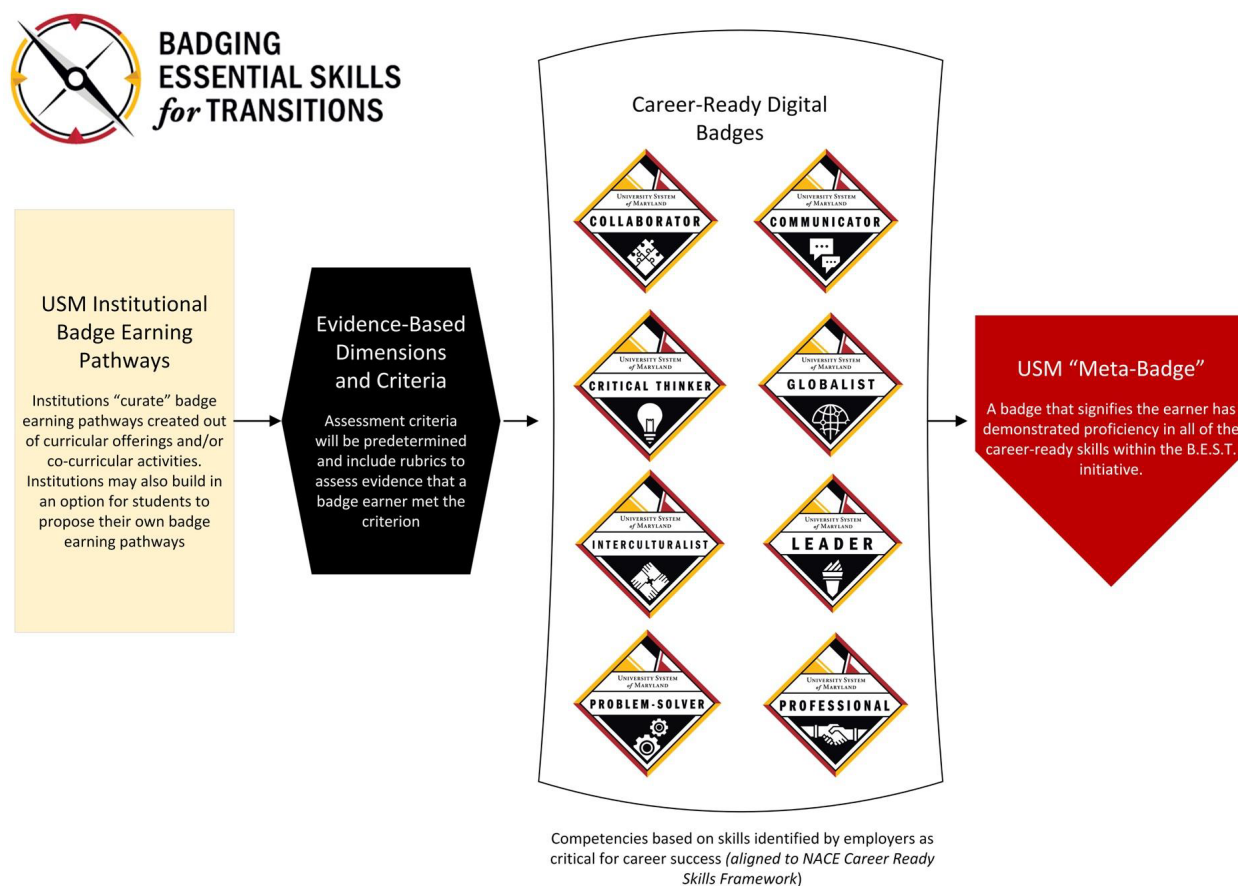 BADGING
ESSENTIAL SKILLS
for TRANSITIONS
USM Institutional
Badge Earning
Pathways
Institutions “curate” badge
earning pathways created out
of curricular offerings and/or
co-curricular activities.
Institutions may also build in
an option for students to
propose their own badge
earning pathways
Evidence-Based
Dimensions
and Criteria
Assessment criteria
will be predetermined
and include rubrics to
assess evidence that a
badge earner met the
criterion
Career-Ready Digital
Badges
UNIVERSITY SYSTEM
of MARYLAND
COLLABORATOR
UNIVERSITY SYSTEM
of MARYLAND
COMMUNICATOR
UNIVERSITY SYSTEM
of MARYLAND
CRITICAL THINKER
UNIVERSITY SYSTEM
of MARYLAND
GLOBALIST
UNIVERSITY SYSTEM
of MARYLAND
INTERCULTURALIST
UNIVERSITY SYSTEM
of MARYLAND
LEADER
UNIVERSITY SYSTEM
of MARYLAND
PROBLEM-SOLVER
UNIVERSITY SYSTEM
of MARYLAND
PROFESSIONAL
Competencies based on skills identified by employers as
critical for career success (aligned to NACE Career Ready
Skills Framework)
USM “Meta-Badge”
A badge that signifies the earner has
demonstrated proficiency in all of the
career-ready skills within the B.E.S.T.
initiative.